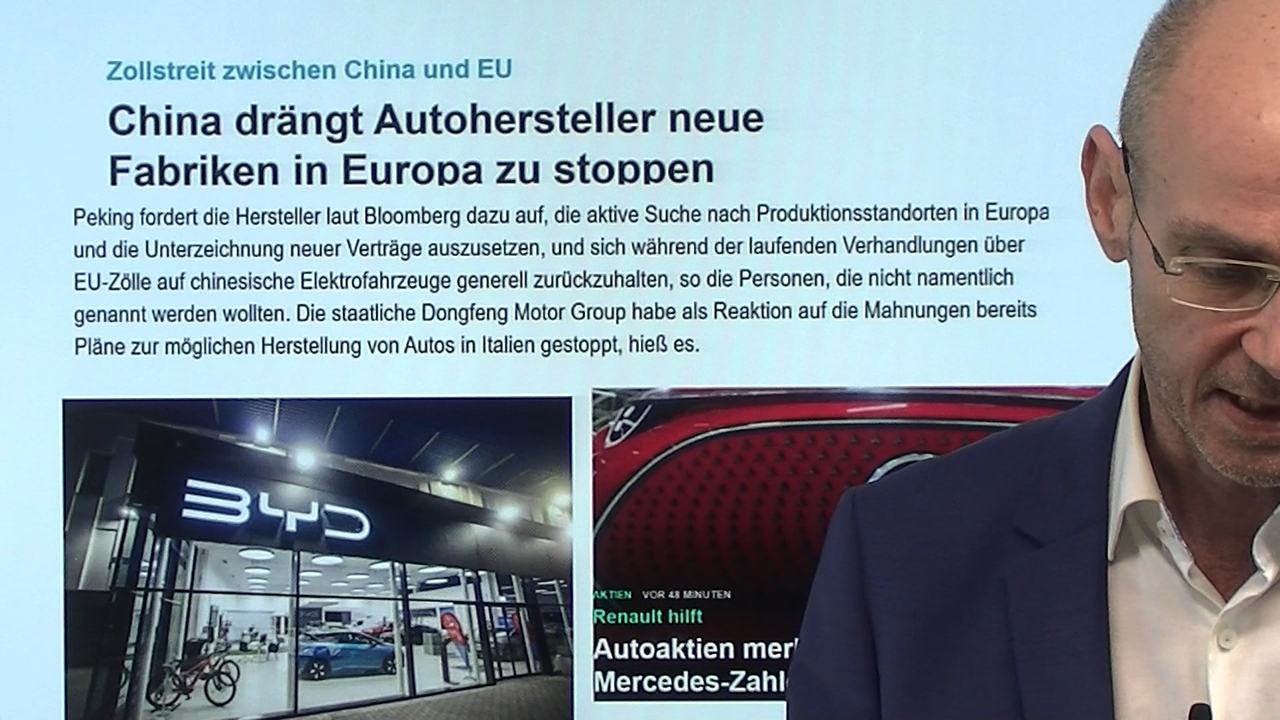 Zollstreit zwischen China und EU
China drängt Autohersteller neue
Fabriken in Europa zu stoppen
Peking fordert die Hersteller laut Bloomberg dazu auf, die aktive Suche nach Produktionsstandorten in Europa
und die Unterzeichnung neuer Verträge auszusetzen, und sich während der laufenden Verhandlungen über
EU-Zölle auf chinesische Elektrofahrzeuge generell zurückzuhalten, so die Personen, die nicht namentlich
genannt werden wollten. Die staatliche Dongfeng Motor Group habe als Reaktion auf die Mahnungen bereits
Pläne zur möglichen Herstellung von Autos in Italien gestoppt, hieß es.
BYD
AKTIEN VOR 48 MINUTEN
Renault hilft
Autoaktien